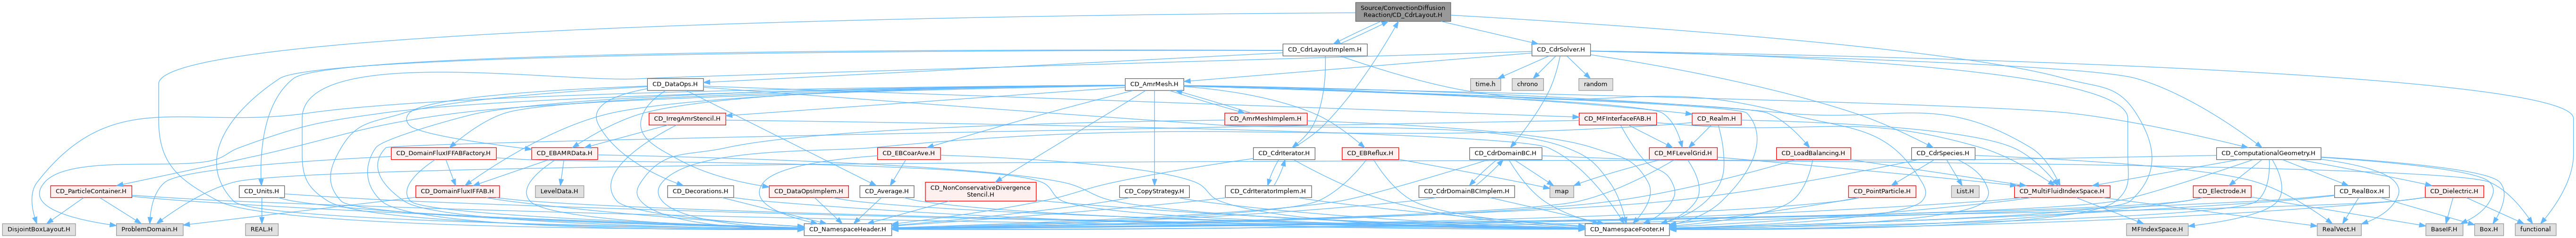 Source/ConvectionDiffusion
Reaction/CD_CdrLayout.H
CD_CdrLayoutImplem.H
CD_CdrSolver.H
CD_DataOps.H
CD_AmrMesh.H
time.h
chrono
random
CD_IrregAmrStencil.H
CD_AmrMeshImplem.H
CD_MFInterfaceFAB.H
CD_Realm.H
CD_DomainFluxIFFABFactory.H
CD_EBAMRData.H
CD_EBCoarAve.H
CD_EBReflux.H
CD_CdrIterator.H
CD_CdrDomainBC.H
CD_MFLevelGrid.H
CD_LoadBalancing.H
CD_CdrSpecies.H
CD_ComputationalGeometry.H
CD_ParticleContainer.H
CD_Units.H
CD_DomainFluxIFFAB.H
LevelData.H
CD_Decorations.H
CD_DataOpsImplem.H
CD_Average.H
CD_NonConservativeDivergence
Stencil.H
CD_CopyStrategy.H
CD_CdrIteratorImplem.H
CD_CdrDomainBCImplem.H
map
CD_PointParticle.H
List.H
CD_MultiFluidIndexSpace.H
CD_Electrode.H
CD_RealBox.H
CD_Dielectric.H
DisjointBoxLayout.H
ProblemDomain.H
REAL.H
CD_NamespaceHeader.H
CD_NamespaceFooter.H
MFIndexSpace.H
RealVect.H
BaseIF.H
Box.H
functional